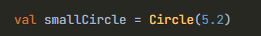 val smallCircle = Circle(5.2)